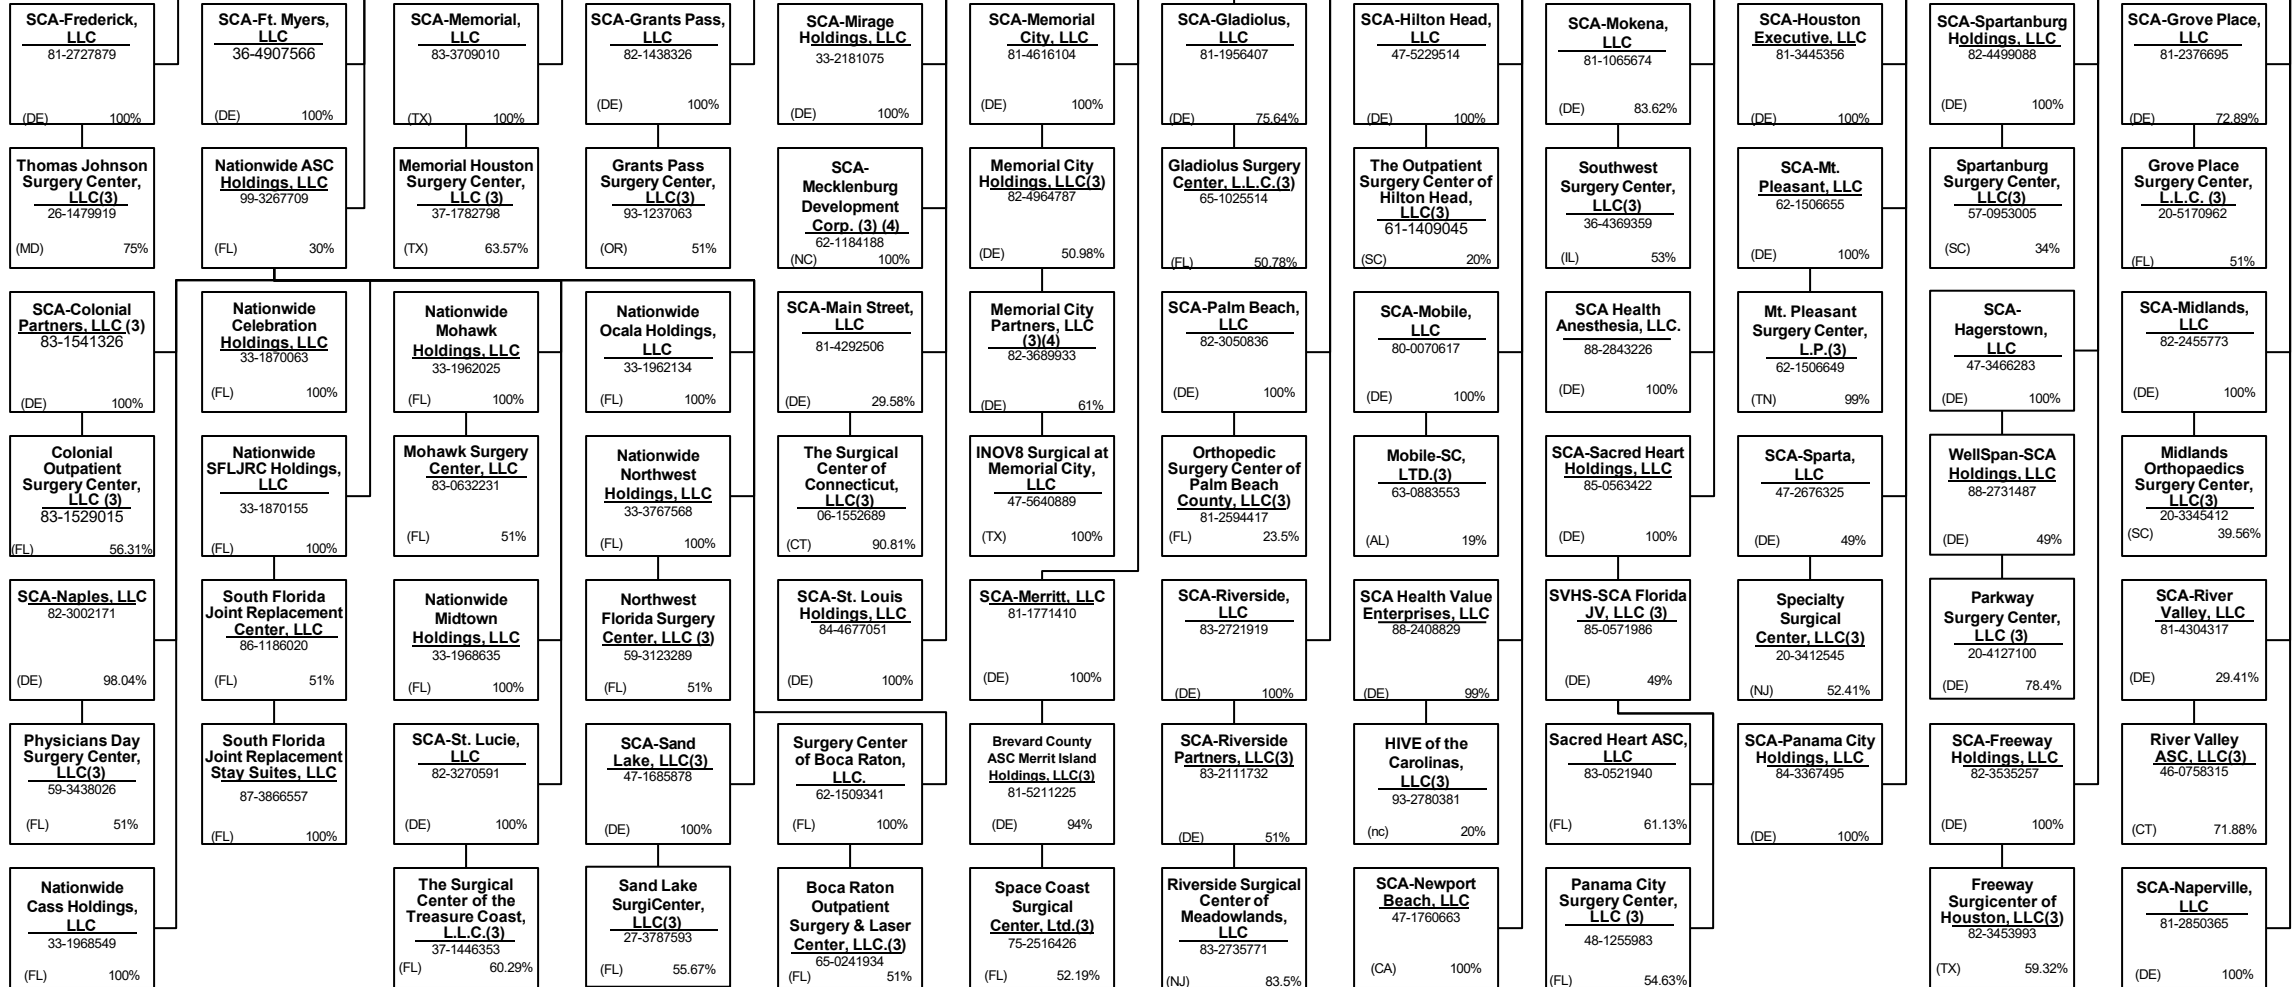 SCA-Frederick,
LLC
81-2727879
(DE) 100%
SCA-Ft. Myers,
LLC
36-4907566
(DE) 100%
SCA-Memorial,
LLC
83-3709010
(TX) 100%
SCA-Grants Pass,
LLC
82-1438326
(DE) 100%
SCA-Mirage
Holdings, LLC
33-2181075
(DE) 100%
SCA-Memorial
City, LLC
81-4616104
(DE) 100%
SCA-Gladiolus,
LLC
81-1956407
(DE) 75.64%
SCA-Hilton Head,
LLC
47-5229514
(DE) 100%
SCA-Mokena,
LLC
81-1065674
(DE) 83.62%
SCA-Houston
Executive, LLC
81-3445356
(DE) 100%
SCA-Spartanburg
Holdings, LLC
82-4499088
(DE) 100%
SCA-Grove Place,
LLC
81-2376695
(DE) 72.89%
Thomas Johnson
Surgery Center,
LLC(3)
26-1479919
(MD) 75%
Nationwide ASC
Holdings, LLC
99-3267709
(FL) 30%
Memorial Houston
Surgery Center,
LLC (3)
37-1782798
(TX) 63.57%
Grants Pass
Surgery Center,
LLC(3)
93-1237063
(OR) 51%
SCA-
Mecklenburg
Development
Corp. (3) (4)
62-1184188
(NC) 100%
Memorial City
Holdings, LLC(3)
82-4964787
(DE) 50.98%
Gladiolus Surgery
Center, L.L.C.(3)
65-1025514
(FL) 50.78%
The Outpatient
Surgery Center of
Hilton Head,
LLC(3)
61-1409045
(SC) 20%
Southwest
Surgery Center,
LLC(3)
36-4369359
(IL) 53%
SCA-Mt.
Pleasant, LLC
62-1506655
(DE) 100%
Spartanburg
Surgery Center,
LLC(3)
57-0953005
(SC) 34%
Grove Place
Surgery Center,
L.L.C. (3)
20-5170962
(FL) 51%
SCA-Colonial
Partners, LLC (3)
83-1541326
(DE) 100%
Nationwide
Celebration
Holdings, LLC
33-1870063
(FL) 100%
Nationwide
Mohawk
Holdings, LLC
33-1962025
(FL) 100%
Nationwide
Ocala Holdings,
LLC
33-1962134
(FL) 100%
SCA-Main Street,
LLC
81-4292506
(DE) 29.58%
Memorial City
Partners, LLC
(3)(4)
82-3689933
(DE) 61%
SCA-Palm Beach,
LLC
82-3050836
(DE) 100%
SCA-Mobile,
LLC
80-0070617
(DE) 100%
SCA Health
Anesthesia, LLC.
88-2843226
(DE) 100%
Mt. Pleasant
Surgery Center,
L.P.(3)
62-1506649
(TN) 99%
SCA-
Hagerstown,
LLC
47-3466283
(DE) 100%
SCA-Midlands,
LLC
82-2455773
(DE) 100%
Colonial
Outpatient
Surgery Center,
LLC (3)
83-1529015
(FL) 56.31%
Nationwide
SFLJRC Holdings,
LLC
33-1870155
(FL) 100%
Mohawk Surgery
Center, LLC
83-0632231
(FL) 51%
Nationwide
Northwest
Holdings, LLC
33-3767568
(FL) 100%
The Surgical
Center of
Connecticut,
LLC(3)
06-1552689
(CT) 90.81%
INOV8 Surgical at
Memorial City,
LLC
47-5640889
(TX) 100%
Orthopedic
Surgery Center of
Palm Beach
County, LLC(3)
81-2594417
(FL) 23.5%
Mobile-SC,
LTD.(3)
63-0883553
(AL) 19%
SCA-Sacred Heart
Holdings, LLC
85-0563422
(DE) 100%
SCA-Sparta,
LLC
47-2676325
(DE) 49%
WellSpan-SCA
Holdings, LLC
88-2731487
(DE) 49%
Midlands
Orthopaedics
Surgery Center,
LLC(3)
20-3345412
(SC) 39.56%
SCA-Naples, LLC
82-3002171
(DE) 98.04%
South Florida
Joint Replacement
Center, LLC
86-1186020
(FL) 51%
Nationwide
Midtown
Holdings, LLC
33-1968635
(FL) 100%
Northwest
Florida Surgery
Center, LLC (3)
59-3123289
(FL) 51%
SCA-St. Louis
Holdings, LLC
84-4677051
(DE) 100%
SCA-Merritt, LLC
81-1771410
(DE) 100%
SCA-Riverside,
LLC
83-2721919
(DE) 100%
SCA Health Value
Enterprises, LLC
88-2408829
(DE) 99%
SVHS-SCA Florida
JV, LLC (3)
85-0571986
(DE) 49%
Specialty
Surgical
Center, LLC(3)
20-3412545
(NJ) 52.41%
Parkway
Surgery Center,
LLC (3)
20-4127100
(DE) 78.4%
SCA-River
Valley, LLC
81-4304317
(DE) 29.41%
Physicians Day
Surgery Center,
LLC(3)
59-3438026
(FL) 51%
South Florida
Joint Replacement
Stay Suites, LLC
87-3866557
(FL) 100%
SCA-St. Lucie,
LLC
82-3270591
(DE) 100%
SCA-Sand
Lake, LLC(3)
47-1685878
(DE) 100%
Surgery Center
of Boca Raton,
LLC.
62-1509341
(FL) 100%
Brevard County
ASC Merrit Island
Holdings, LLC(3)
81-5211225
(DE) 94%
SCA-Riverside
Partners, LLC(3)
83-2111732
(DE) 51%
HIVE of the
Carolinas,
LLC(3)
93-2780381
(nc) 20%
Sacred Heart ASC,
LLC
83-0521940
(FL) 61.13%
SCA-Panama City
Holdings, LLC
84-3367495
(DE) 100%
SCA-Freeway
Holdings, LLC
82-3535257
(DE) 100%
River Valley
ASC, LLC(3)
46-0758315
(CT) 71.88%
Nationwide
Cass Holdings,
LLC
33-1968549
(FL) 100%
The Surgical
Center of the
Treasure Coast,
L.L.C.(3)
37-1446353
(FL) 60.29%
Sand Lake
SurgiCenter,
LLC(3)
27-3787593
(FL) 55.67%
Boca Raton
Outpatient
Surgery & Laser
Center, LLC.(3)
65-0241934
(FL) 51%
Space Coast
Surgical
Center, Ltd.(3)
75-2516426
(FL) 52.19%
Riverside Surgical
Center of
Meadowlands,
LLC
83-2735771
(NJ) 83.5%
SCA-Newport
Beach, LLC
47-1760663
(CA) 100%
Panama City
Surgery Center,
LLC (3)
48-1255983
(FL) 54.63%
Freeway
Surgicenter of
Houston, LLC(3)
82-3453993
(TX) 59.32%
SCA-Naperville,
LLC
81-2850365
(DE) 100%